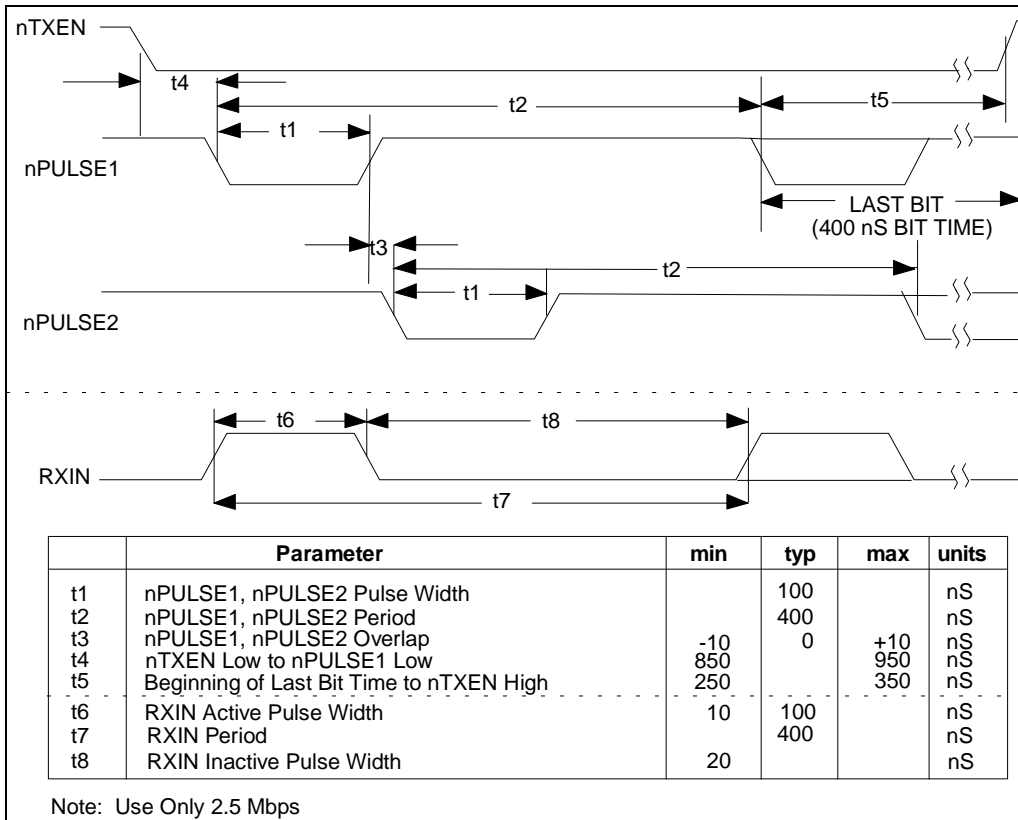 nTXEN
t4
t2
t5
t1
nPULSE1
LAST BIT
(400 nS BIT TIME)
t3
t2
t1
nPULSE2
t6
t8
RXIN
t7
Parameter min typ max units
t1 nPULSE1, nPULSE2 Pulse Width 100 nS
t2 nPULSE1, nPULSE2 Period 400 nS
t3 nPULSE1, nPULSE2 Overlap -10 0 +10 nS
t4 nTXEN Low to nPULSE1 Low 850 950 nS
t5 Beginning of Last Bit Time to nTXEN High 250 350 nS
t6 RXIN Active Pulse Width 10 100 nS
t7 RXIN Period 400 nS
t8 RXIN Inactive Pulse Width 20 nS
Note: Use Only 2.5 Mbps